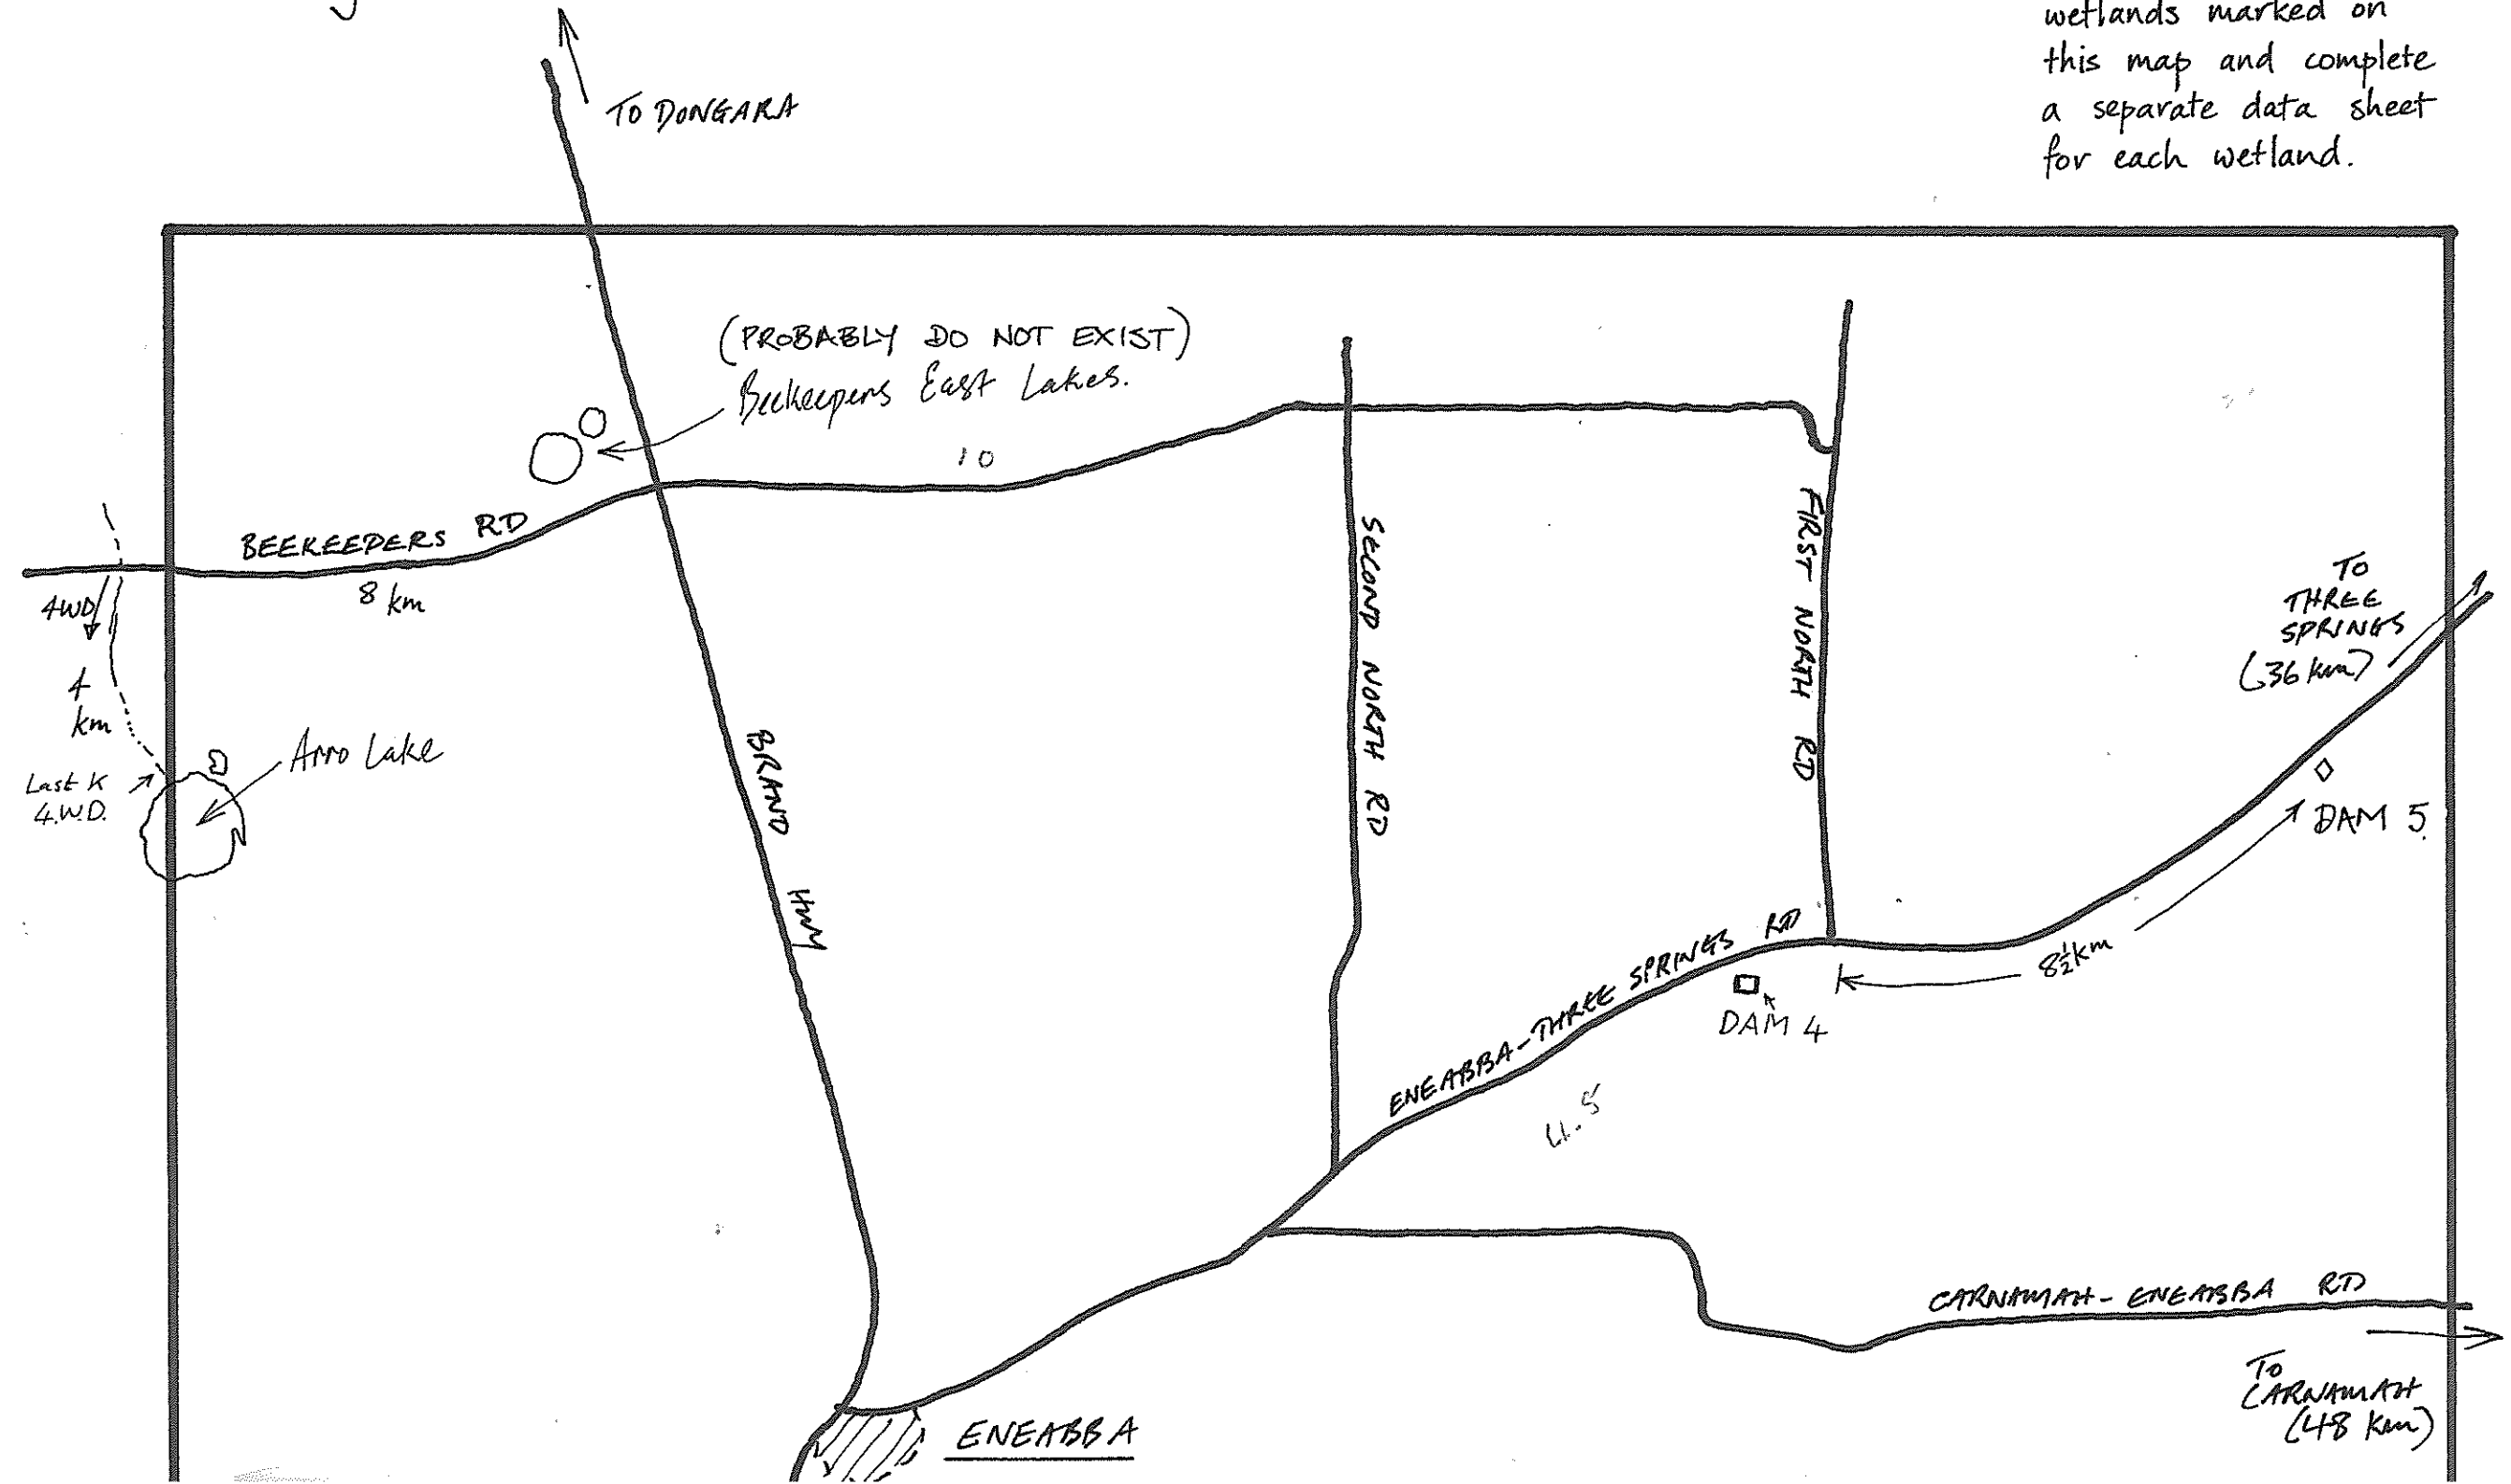 wetlands marked on
this map and complete
a separate data sheet
for each wetland.
TO DONGARA
(PROBABLY DO NOT EXIST)
Beekeepers East Lakes.
10
BEEKEEPERS RD
8 km
4WD
4
km
Last K
4.W.D.
Arro Lake
BRAND HWY
SECOND NORTH RD
FIRST NORTH RD
TO
THREE
SPRINGS
(36 km)
DAM 5.
8½km
ENEABBA-THREE SPRINGS RD
DAM 4
4.5
CARNAMAH-ENEABBA RD
TO
CARNAMAH
(48 km)
ENEABBA